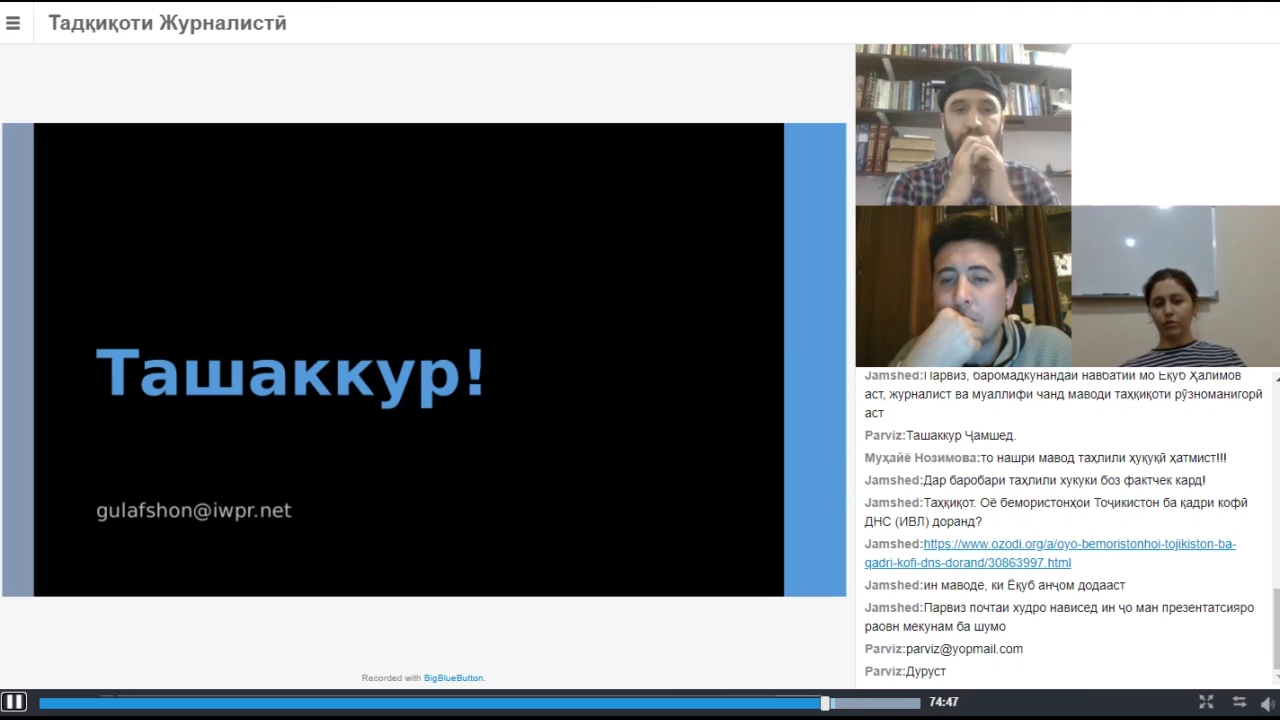 Тадқиқоти Журналистӣ
Ташаккур!
gulafshon@iwpr.net
Recorded with BigBlueButton.
Jamshed:Парвиз, баромадкунандаи навбатии мо Ёқуб Ҳалимов
аст, журналист ва муаллифи чанд маводи таҳқиқоти рӯзноманигорӣ
аст
Parviz:Ташаккур Ҷамшед.
Муҳайё Нозимова:то нашри мавод таҳлили ҳуқуқӣ ҳатмист!!!
Jamshed:Дар баробари таҳлили хукуки боз фактчек кард!
Jamshed:Таҳқиқот. Оё бемористонҳои Тоҷикистон ба қадри кофӣ
ДНС (ИВЛ) доранд?
Jamshed:https://www.ozodi.org/a/oyo-bemoristonhoi-tojikiston-ba-
qadri-kofi-dns-dorand/30863997.html
Jamshed:ин маводе, ки Ёқуб анҷом додааст
Jamshed:Парвиз почтаи худро нависед ин ҷо ман презентатсияро
раовн мекунам ба шумо
Parviz:parviz@yopmail.com
Parviz:Дуруст
74:47